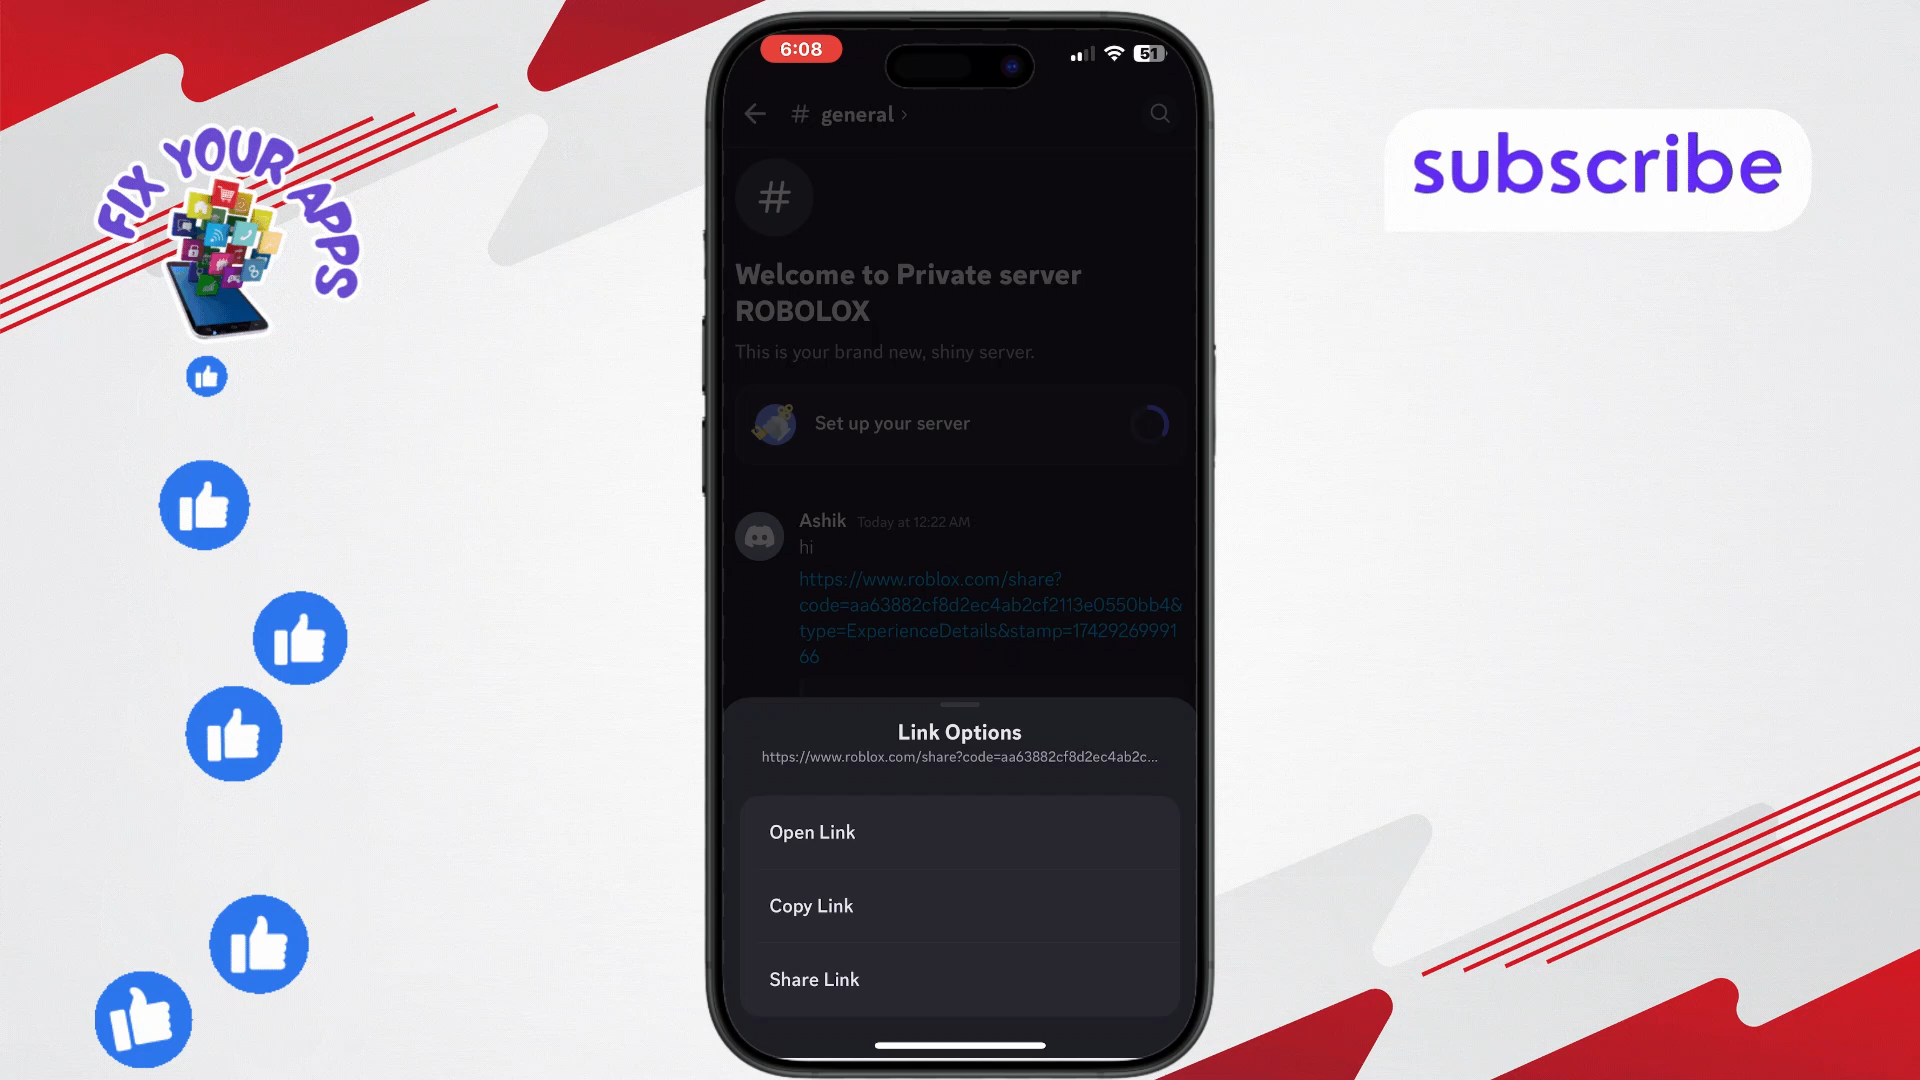 6:08
51
# general ›
#
Welcome to Private server
ROBOLOX
This is your brand new, shiny server.
Set up your server
Ashik Today at 12:22 AM
hi
https://www.roblox.com/share?
code=aa63882cf8d2ec4ab2cf2113e0550bb4&
type=ExperienceDetails&stamp=17429269991
66
Link Options
https://www.roblox.com/share?code=aa63882cf8d2ec4ab2c...
Open Link
Copy Link
Share Link
FIX YOUR APPS
subscribe